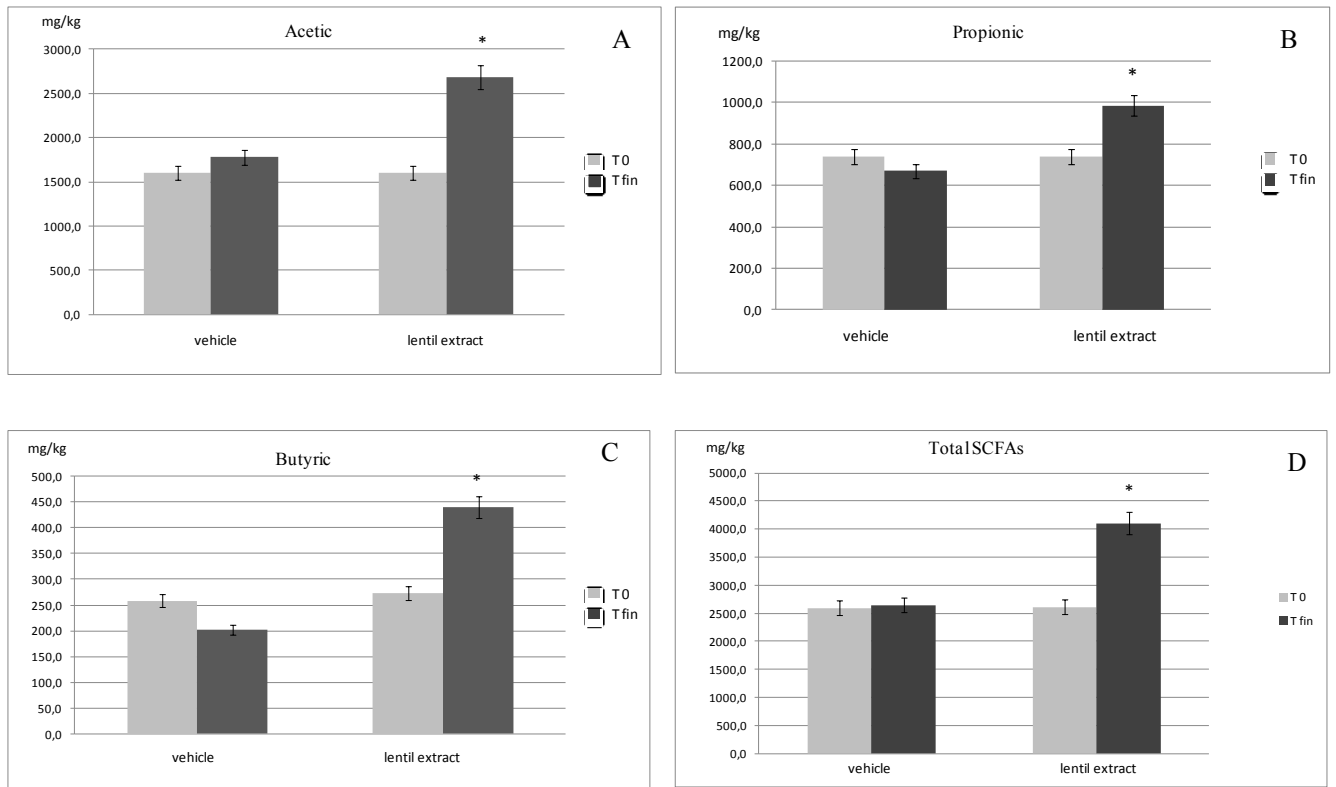 mg/kg
Acetic
A
*
3000,0
2500,0
2000,0
1500,0
1000,0
500,0
0,0
T0
Tfin
vehicle lentil extract
mg/kg
Propionic
B
*
1200,0
1000,0
800,0
600,0
400,0
200,0
0,0
T0
Tfin
vehicle lentil extract
mg/kg
Butyric
C
*
500,0
450,0
400,0
350,0
300,0
250,0
200,0
150,0
100,0
50,0
0,0
T0
Tfin
vehicle lentil extract
mg/kg
Total SCFAs
D
*
5000,0
4500,0
4000,0
3500,0
3000,0
2500,0
2000,0
1500,0
1000,0
500,0
0,0
T0
Tfin
vehicle lentil extract